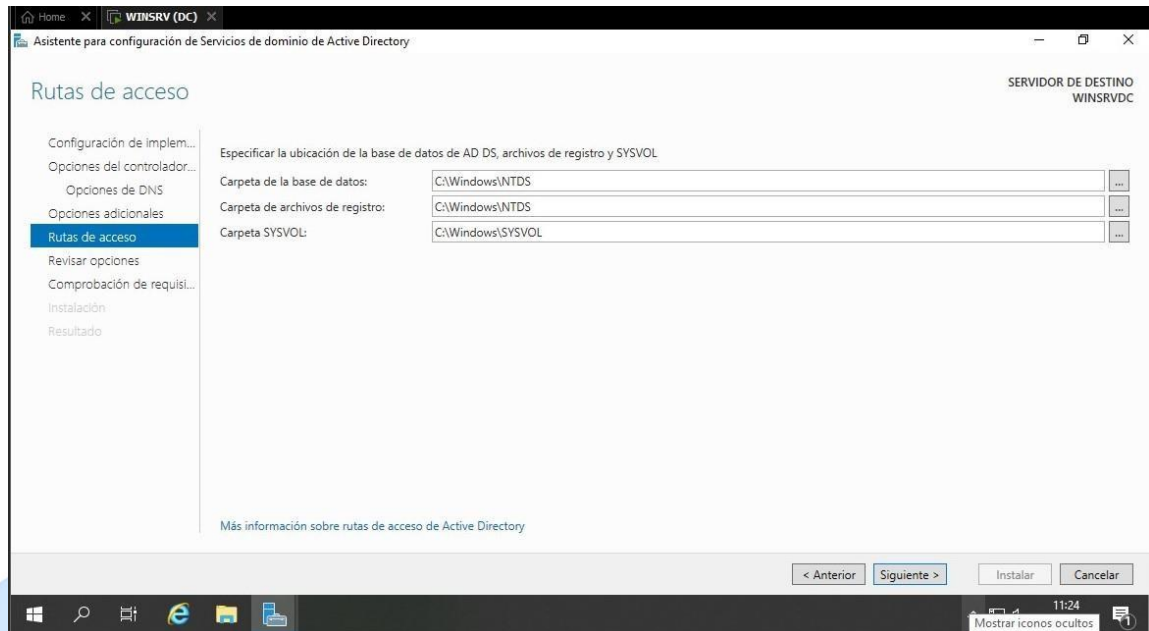 Home
WINSRV (DC)
Asistente para configuración de Servicios de dominio de Active Directory
Rutas de acceso
SERVIDOR DE DESTINO
WINSRVDC
Configuración de implem...
Opciones del controlador...
Opciones de DNS
Opciones adicionales
Rutas de acceso
Revisar opciones
Comprobación de requisi...
Instalación
Resultado
Especificar la ubicación de la base de datos de AD DS, archivos de registro y SYSVOL
Carpeta de la base de datos: C:\Windows\NTDS ...
Carpeta de archivos de registro: C:\Windows\NTDS ...
Carpeta SYSVOL: C:\Windows\SYSVOL ...
Más información sobre rutas de acceso de Active Directory
< Anterior Siguiente > Instalar Cancelar
11:24
Mostrar iconos ocultos
1